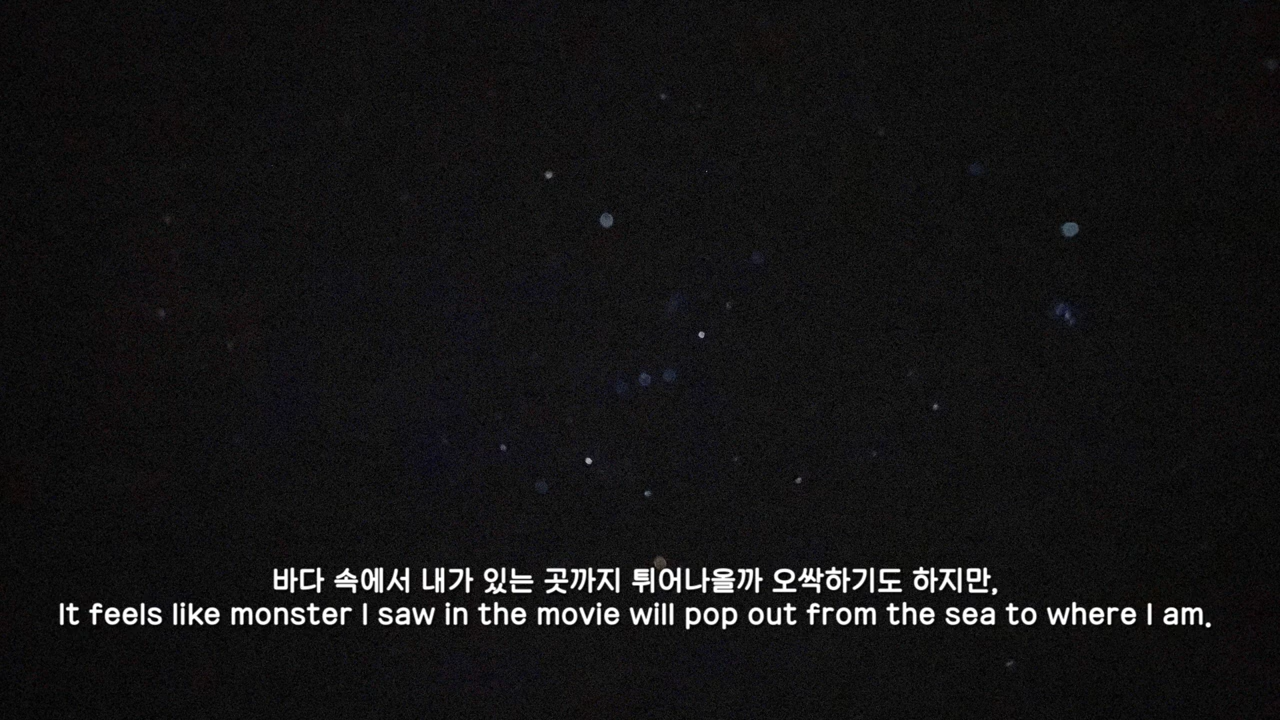 바다 속에서 내가 있는 곳까지 튀어나올까 오싹하기도 하지만,
It feels like monster I saw in the movie will pop out from the sea to where I am.